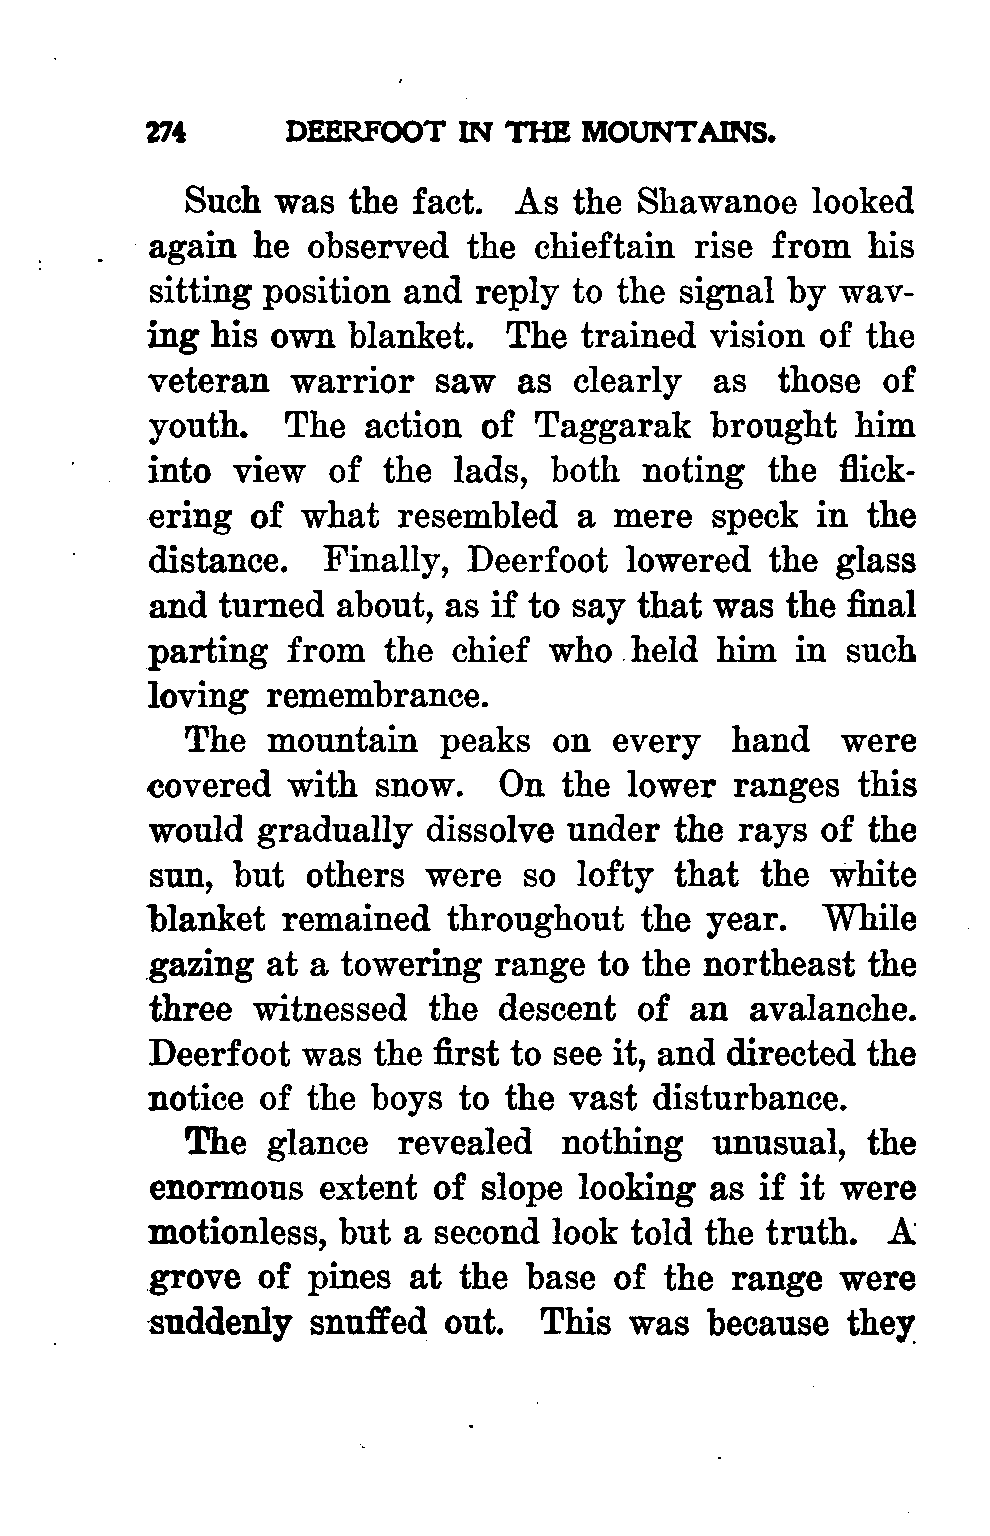 274 DEERFOOT IN THE MOUNTAINS.
Such was the fact. As the Shawanoe looked
again he observed the chieftain rise from his
sitting position and reply to the signal by wav-
ing his own blanket. The trained vision of the
veteran warrior saw as clearly as those of
youth. The action of Taggarak brought him
into view of the lads, both noting the flick-
ering of what resembled a mere speck in the
distance. Finally, Deerfoot lowered the glass
and turned about, as if to say that was the final
parting from the chief who held him in such
loving remembrance.
The mountain peaks on every hand were
covered with snow. On the lower ranges this
would gradually dissolve under the rays of the
sun, but others were so lofty that the white
blanket remained throughout the year. While
gazing at a towering range to the northeast the
three witnessed the descent of an avalanche.
Deerfoot was the first to see it, and directed the
notice of the boys to the vast disturbance.
The glance revealed nothing unusual, the
enormous extent of slope looking as if it were
motionless, but a second look told the truth. A
grove of pines at the base of the range were
suddenly snuffed out. This was because they